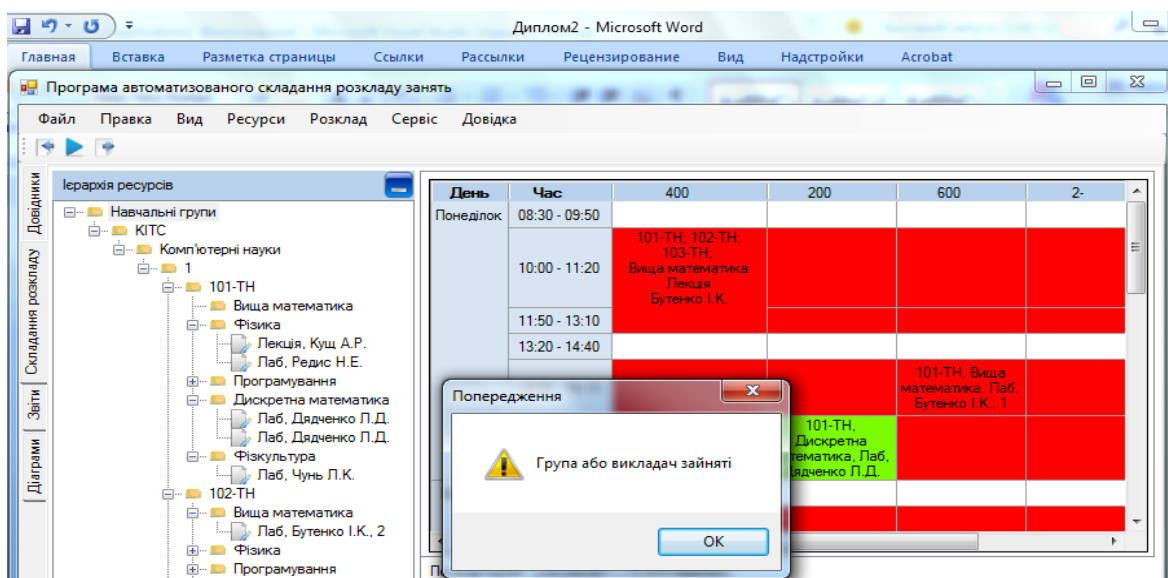 Диплом2 - Microsoft Word
Главная Вставка Разметка страницы Ссылки Рассылки Рецензирование Вид Надстройки Acrobat
Програма автоматизованого складання розкладу занять
Файл Правка Вид Ресурси Розклад Сервіс Довідка
Довідники
Складання розкладу
Звіти
Діаграми
Ієрархія ресурсів
Навчальні групи
КІТС
Комп'ютерні науки
1
101-ТН
Вища математика
Фізика
Лекція, Кущ А.Р.
Лаб, Редис Н.Е.
Програмування
Дискретна математика
Лаб, Дядченко Л.Д.
Лаб, Дядченко Л.Д.
Фізкультура
Лаб, Чунь Л.К.
102-ТН
Вища математика
Лаб, Бутенко І.К., 2
Фізика
Програмування
День Час 400 200 600 2-
Понеділок 08:30 - 09:50
10:00 - 11:20
101-ТН; 102-ТН;
103-ТН;
Вища математика
Лекція
Бутенко І.К.
11:50 - 13:10
13:20 - 14:40
101-ТН, Вища
математика, Лаб,
Бутенко І.К., 1
101-ТН,
Дискретна
Лаб,
Л.Д.
Попередження
Група або викладач зайняті
ОК